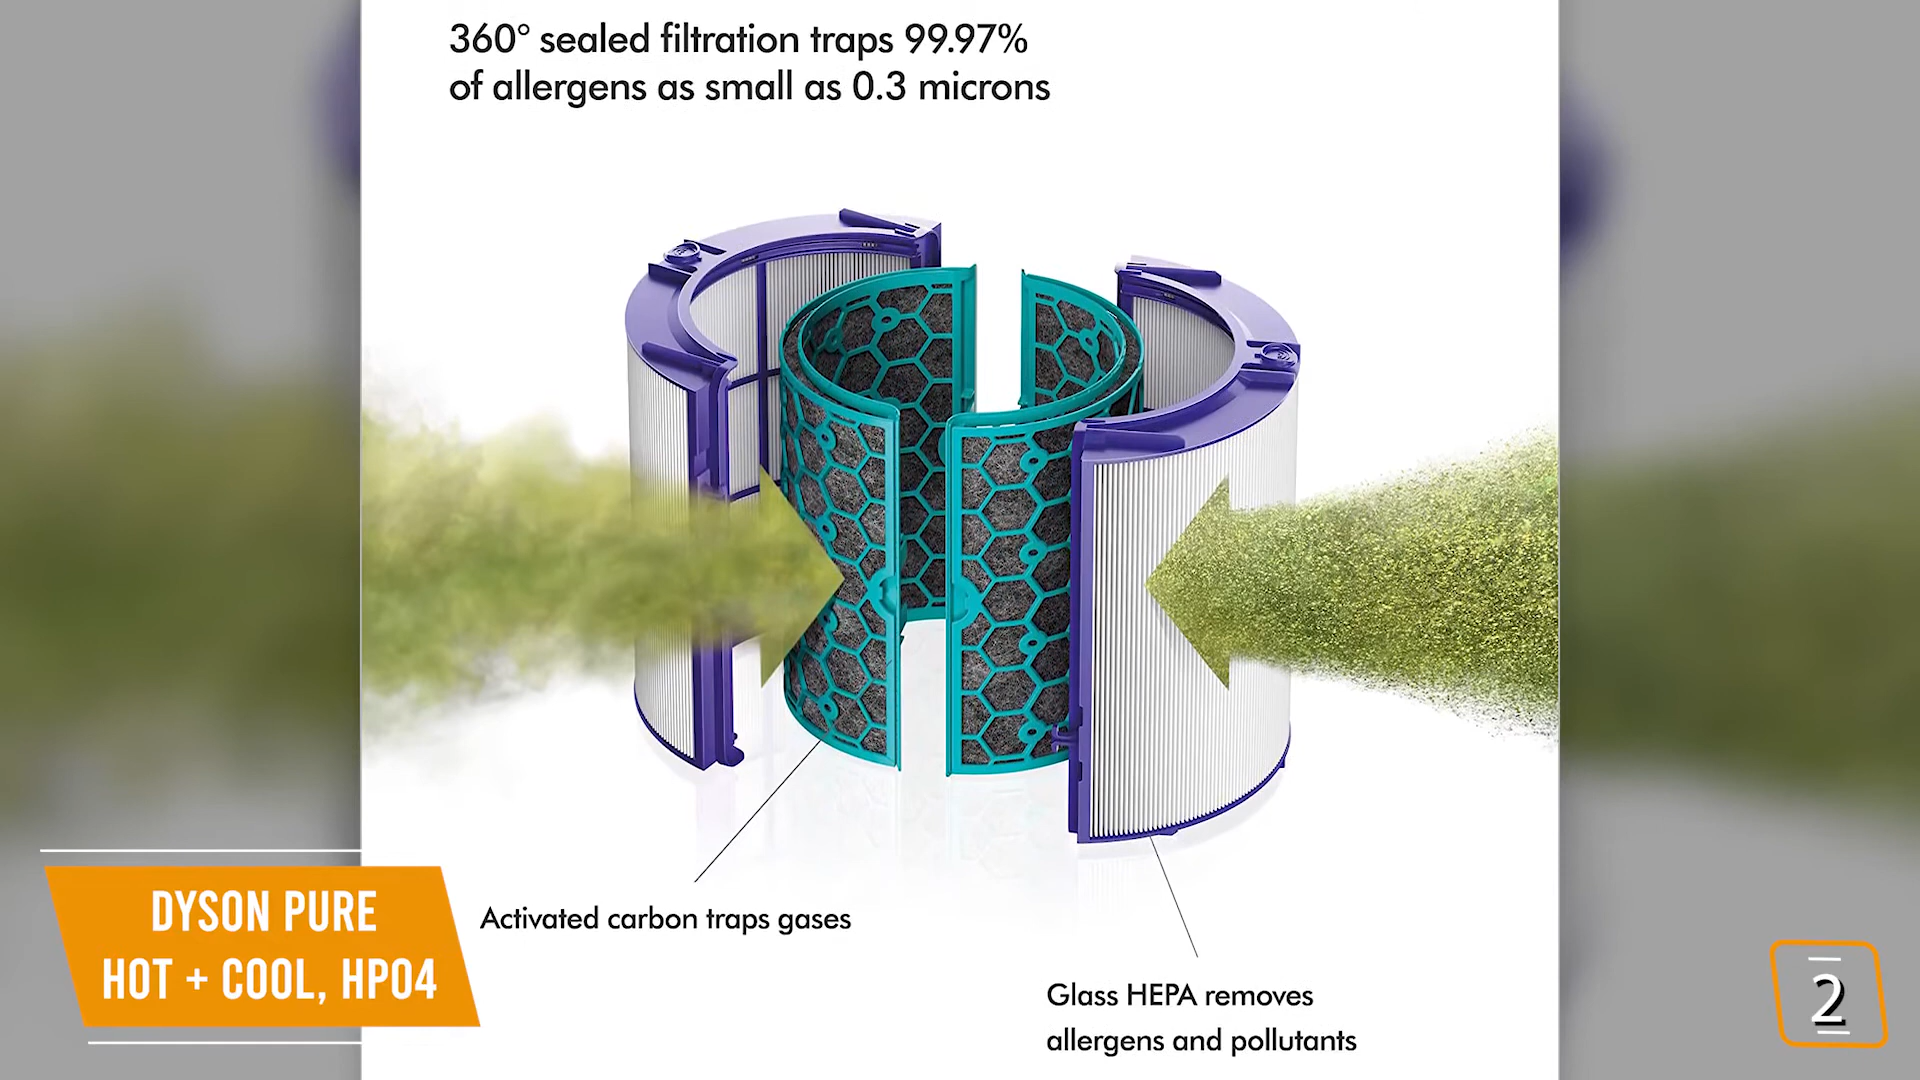 360° sealed filtration traps 99.97%
of allergens as small as 0.3 microns
Activated carbon traps gases
Glass HEPA removes
allergens and pollutants
DYSON PURE
HOT + COOL, HP04
2